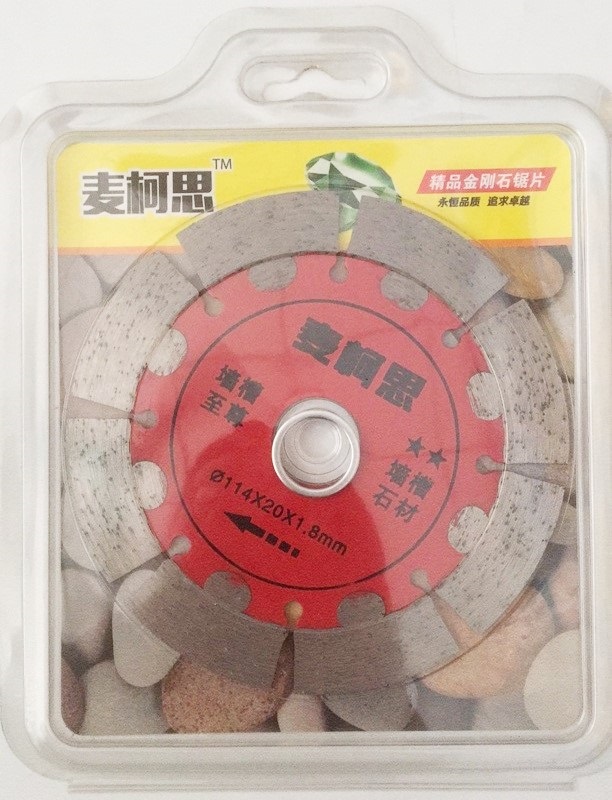 麦柯思™
精品金刚石锯片
永恒品质 追求卓越
麦柯思
墙槽
至尊
★★
墙槽
石材
Ø114X20X1.8mm